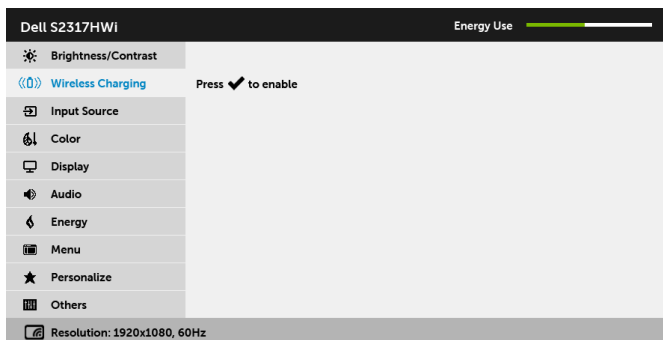 Dell S2317HWi
Energy Use
Brightness/Contrast
Wireless Charging
Press ✔ to enable
Input Source
Color
Display
Audio
Energy
Menu
Personalize
Others
Resolution: 1920x1080, 60Hz